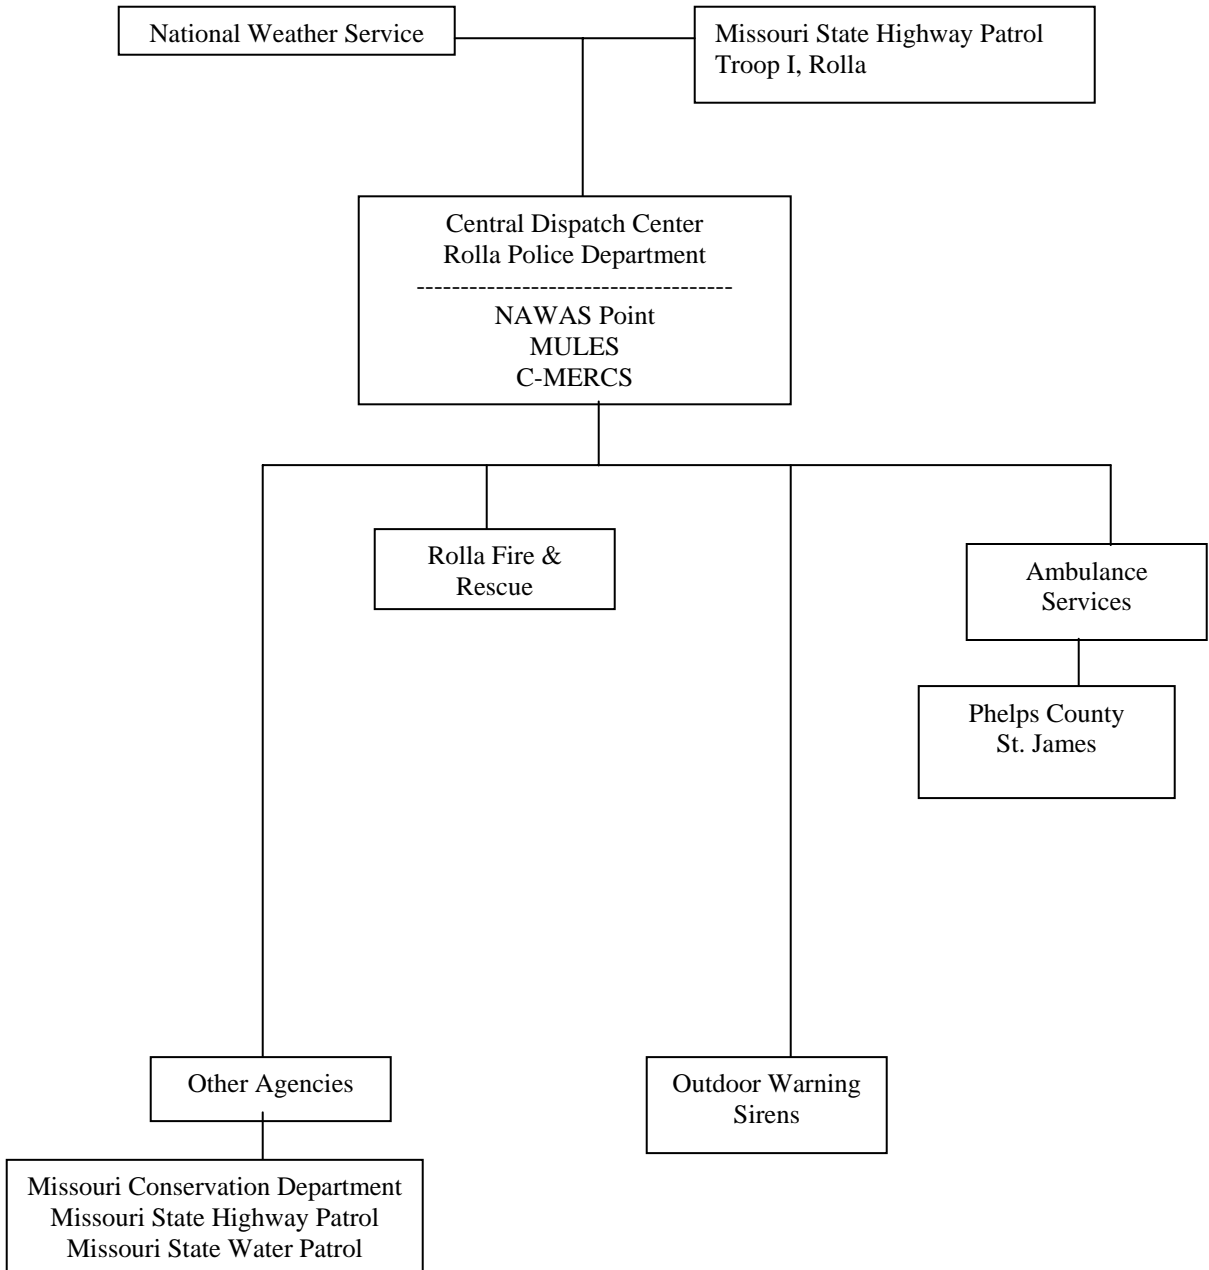 National Weather Service
Missouri State Highway Patrol
Troop I, Rolla
Central Dispatch Center
Rolla Police Department
------------------------------------
NAWAS Point
MULES
C-MERCS
Rolla Fire &
Rescue
Ambulance
Services
Phelps County
St. James
Other Agencies
Outdoor Warning
Sirens
Missouri Conservation Department
Missouri State Highway Patrol
Missouri State Water Patrol